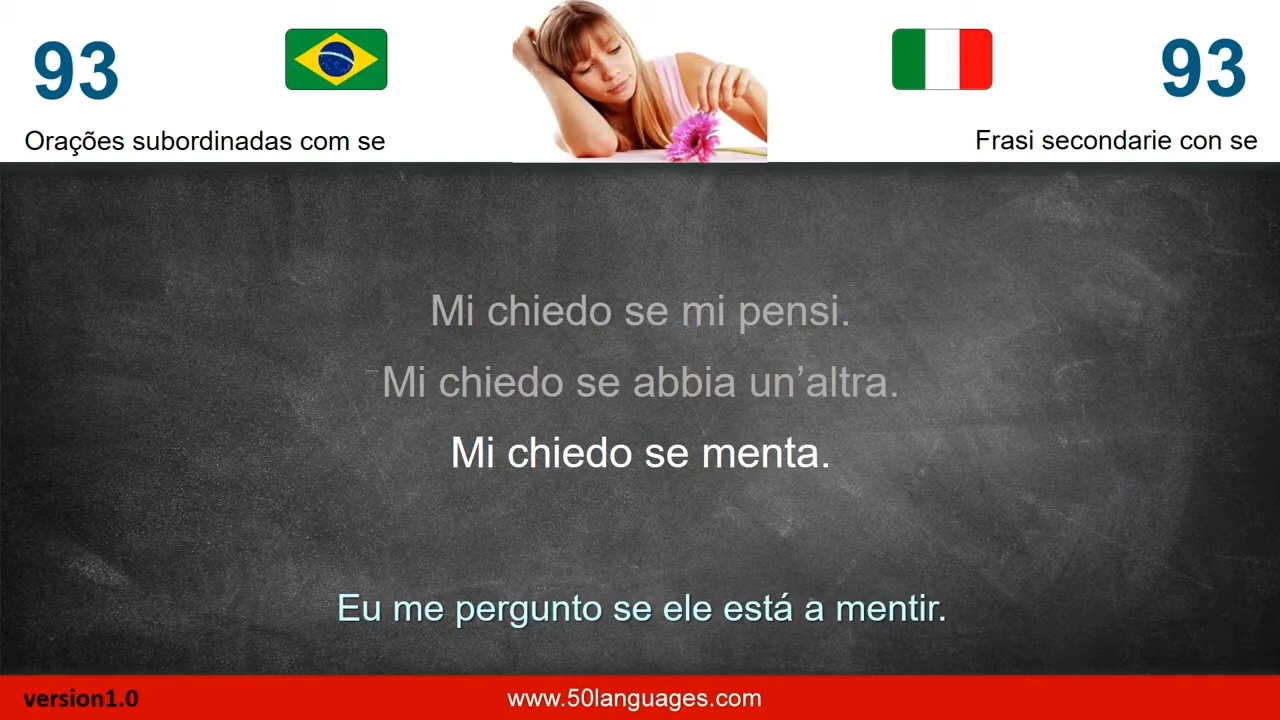 93
93
Orações subordinadas com se
Frasi secondarie con se
Mi chiedo se mi pensi.
Mi chiedo se abbia un’altra.
Mi chiedo se menta.
Eu me pergunto se ele está a mentir.
version1.0
www.50languages.com